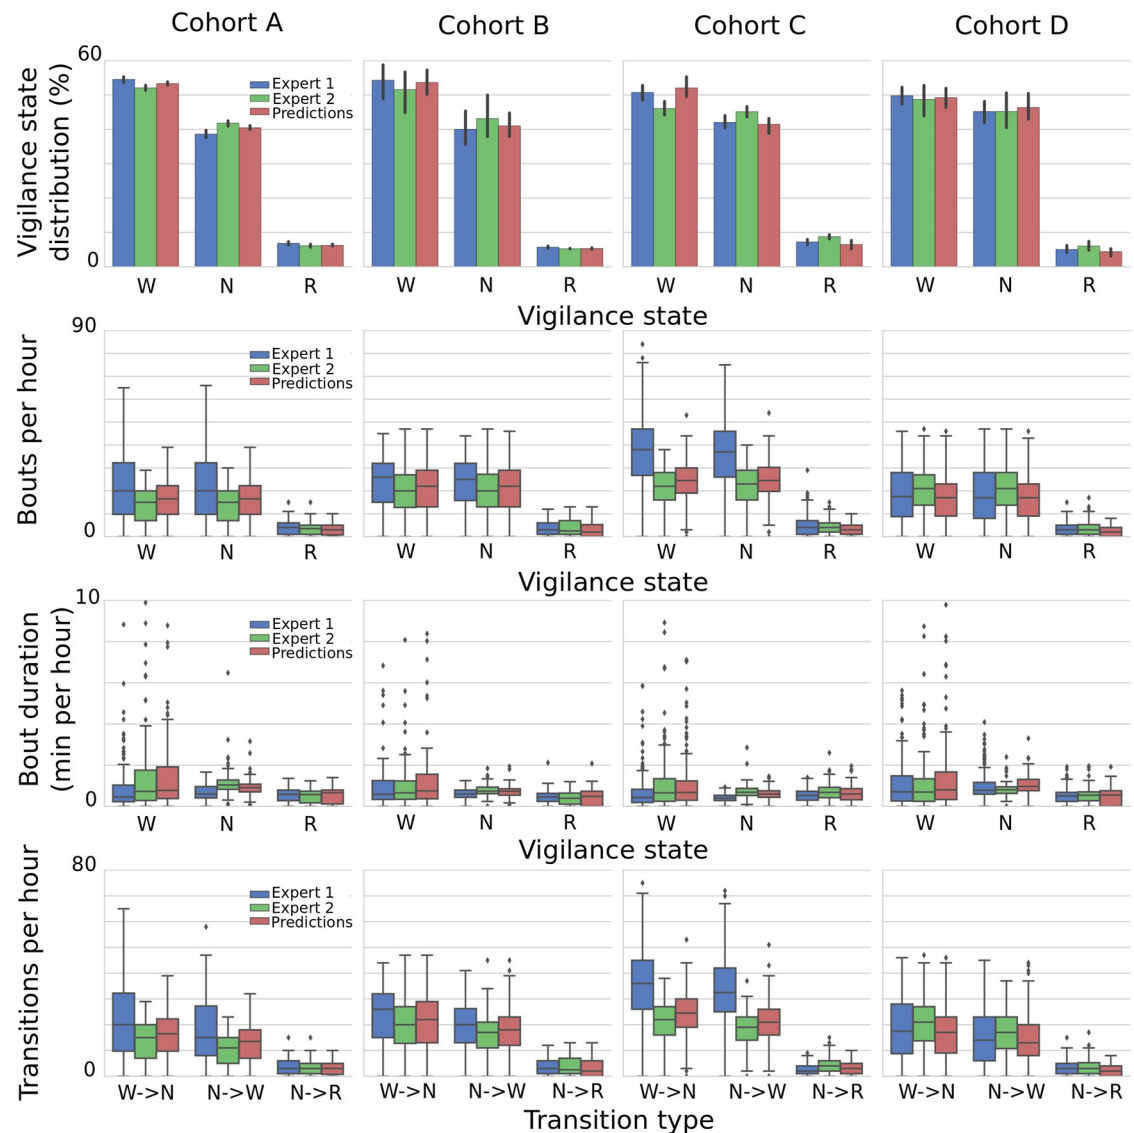 Cohort A Cohort B Cohort C Cohort D
Vigilance state
distribution (%)
60
0
Expert 1
Expert 2
Predictions
W N R W N R W N R W N R
Vigilance state
Bouts per hour
90
0
Expert 1
Expert 2
Predictions
W N R W N R W N R W N R
Vigilance state
Bout duration
(min per hour)
10
0
Expert 1
Expert 2
Predictions
W N R W N R W N R W N R
Vigilance state
Transitions per hour
80
0
Expert 1
Expert 2
Predictions
W->N N->W N->R W->N N->W N->R W->N N->W N->R W->N N->W N->R
Transition type